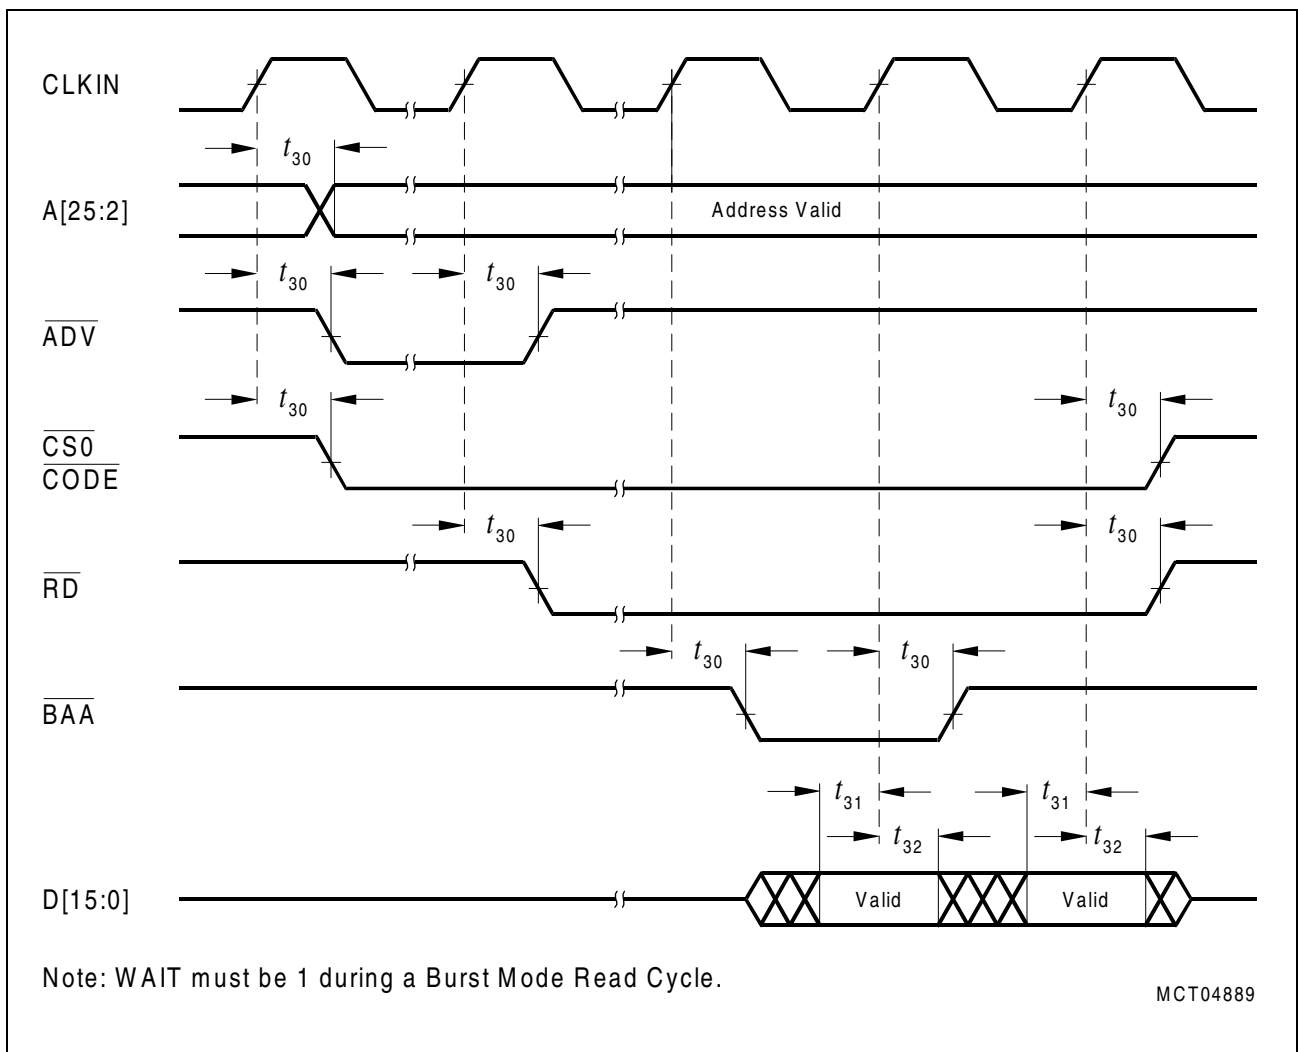 CLKIN
t30
A[25:2]
Address Valid
t30 t30
ADV
t30 t30
CS0
CODE
t30 t30
RD
t30 t30
BAA
t31 t31
t32 t32
D[15:0]
Valid Valid
Note: WAIT must be 1 during a Burst Mode Read Cycle.
MCT04889